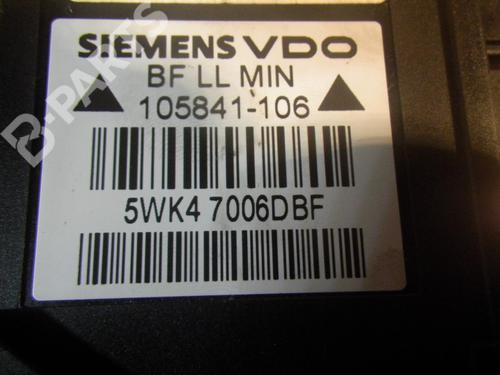 SIEMENS VDO
BF LL MIN
105841-106
5WK4 7006DBF
B-PARTS